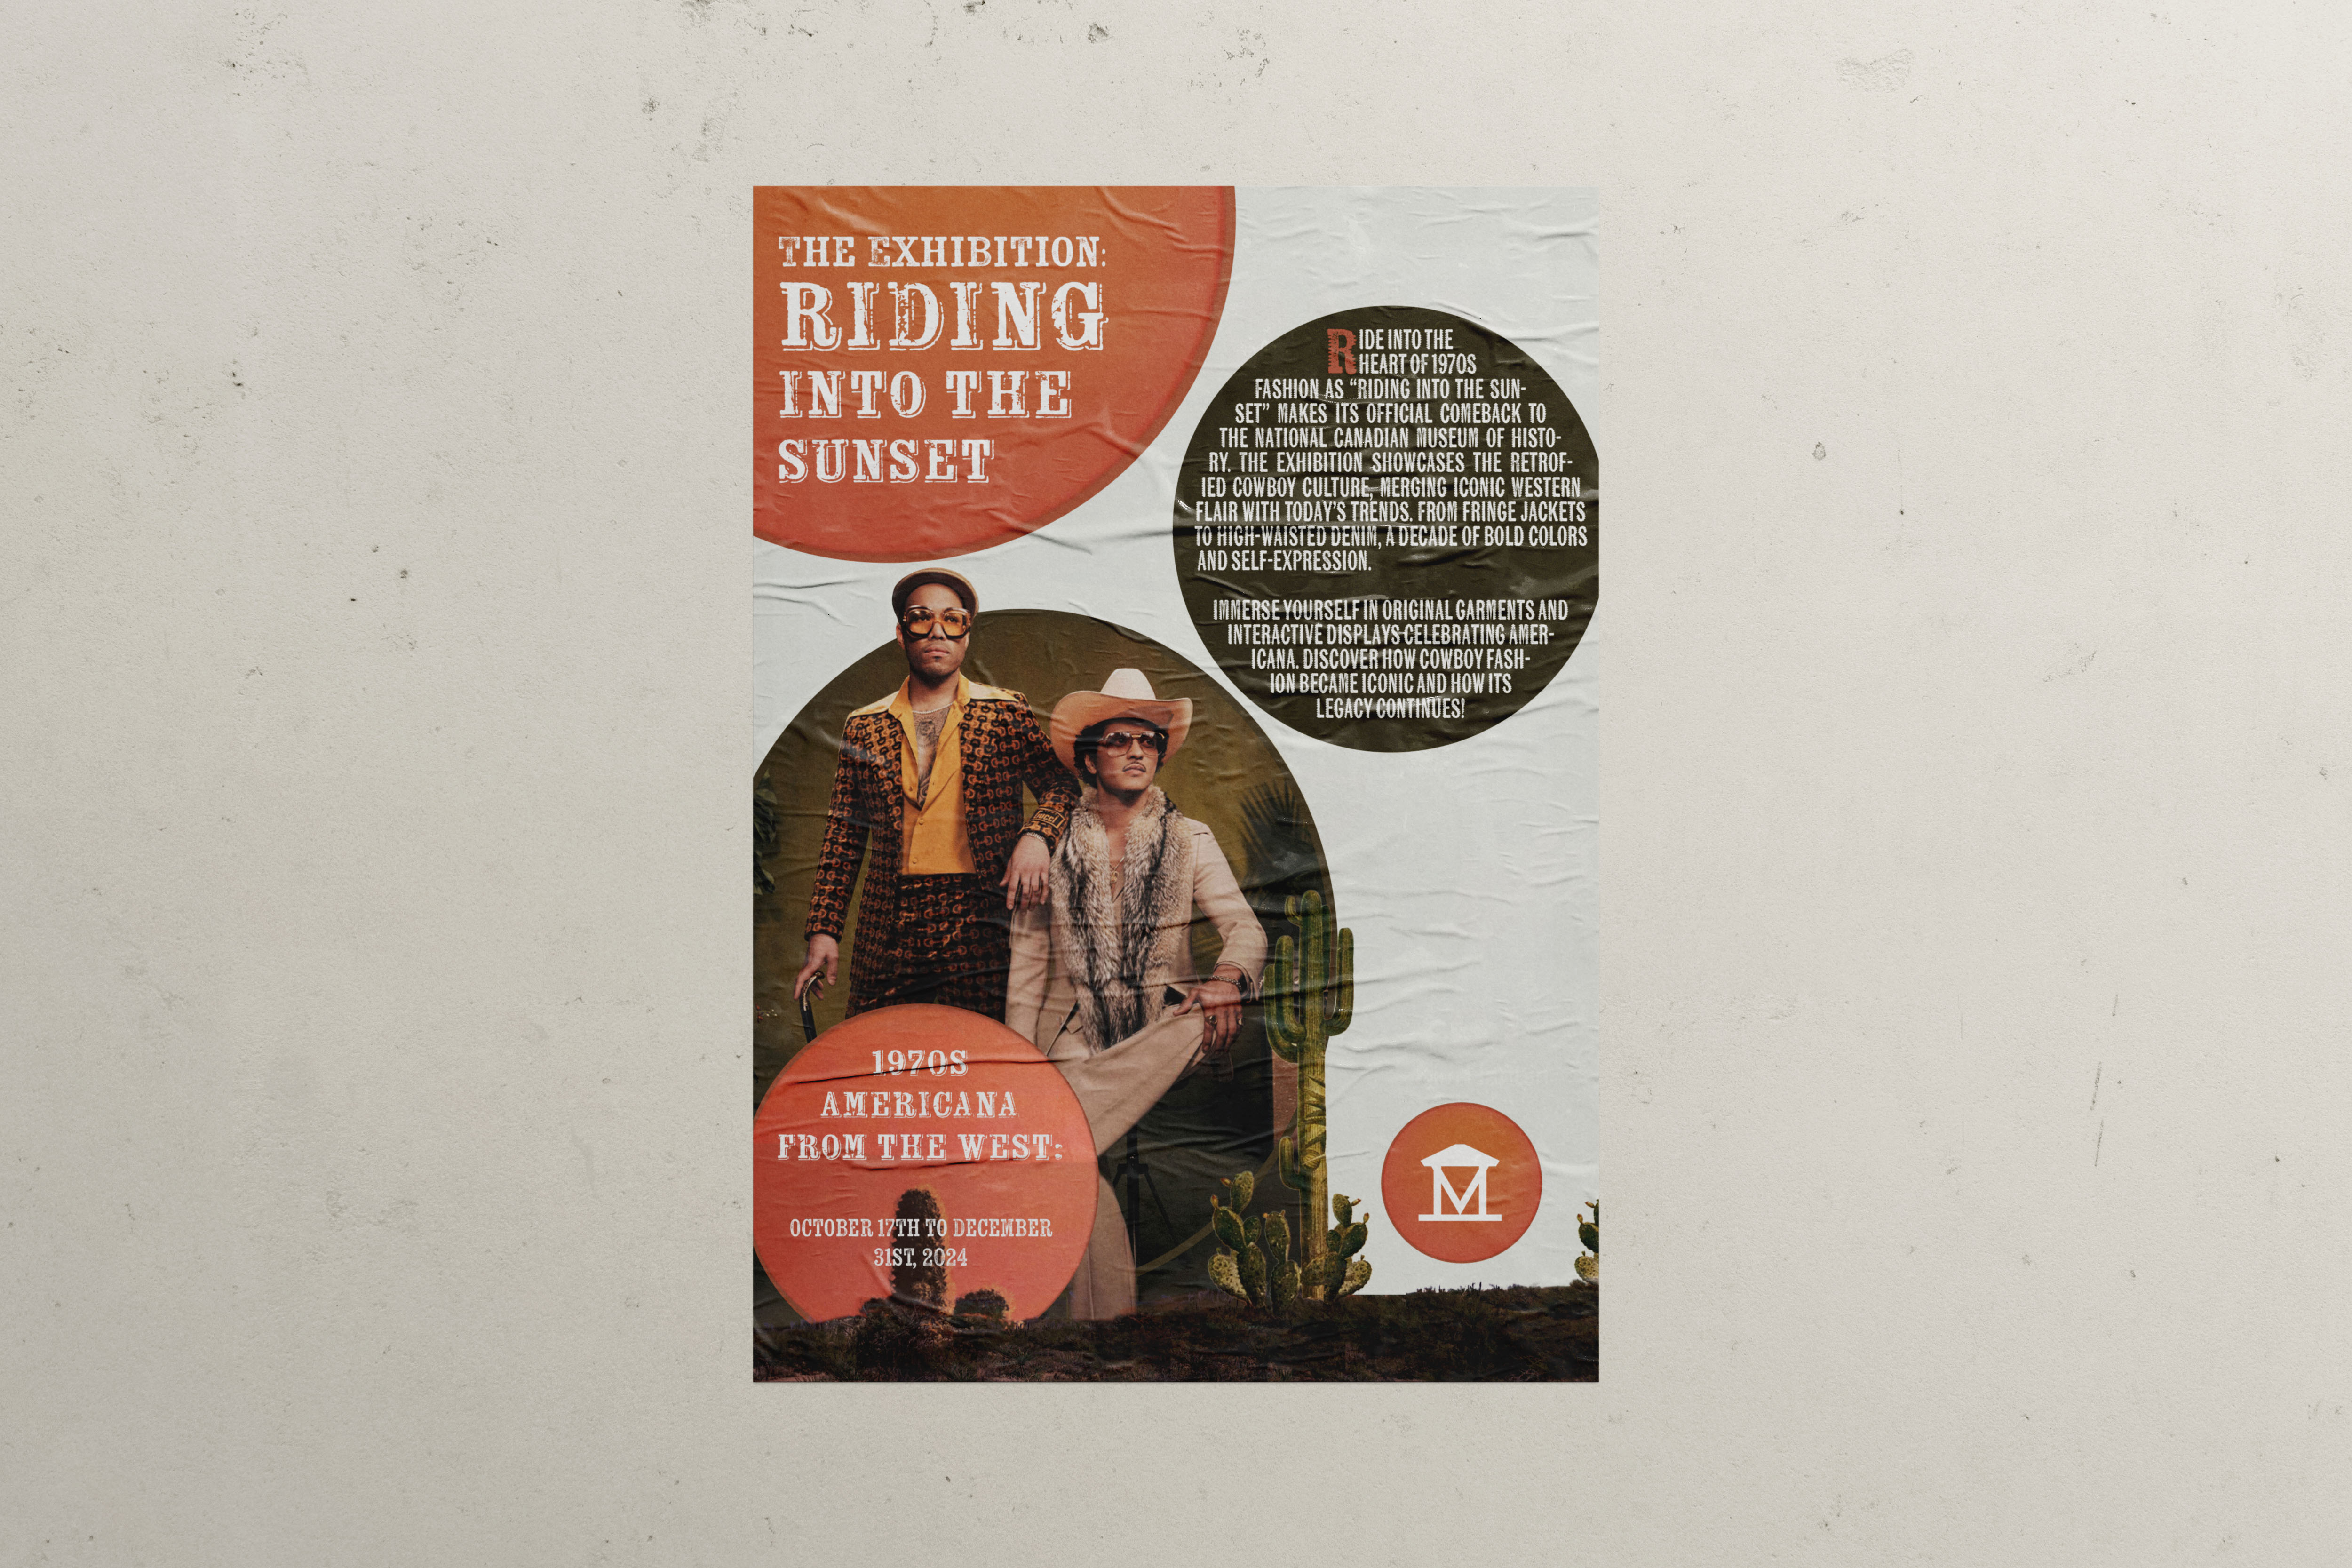 THE EXHIBITION:
RIDING
INTO THE
SUNSET
RIDE INTO THE
HEART OF 1970S
FASHION AS “RIDING INTO THE SUN-
SET” MAKES ITS OFFICIAL COMEBACK TO
THE NATIONAL CANADIAN MUSEUM OF HISTO-
RY. THE EXHIBITION SHOWCASES THE RETROF-
IED COWBOY CULTURE, MERGING ICONIC WESTERN
FLAIR WITH TODAY’S TRENDS. FROM FRINGE JACKETS
TO HIGH-WAISTED DENIM, A DECADE OF BOLD COLORS
AND SELF-EXPRESSION.
IMMERSE YOURSELF IN ORIGINAL GARMENTS AND
INTERACTIVE DISPLAYS CELEBRATING AMER-
ICANA. DISCOVER HOW COWBOY FASH-
ION BECAME ICONIC AND HOW ITS
LEGACY CONTINUES!
1970S
AMERICANA
FROM THE WEST:
OCTOBER 17TH TO DECEMBER
31ST, 2024
M